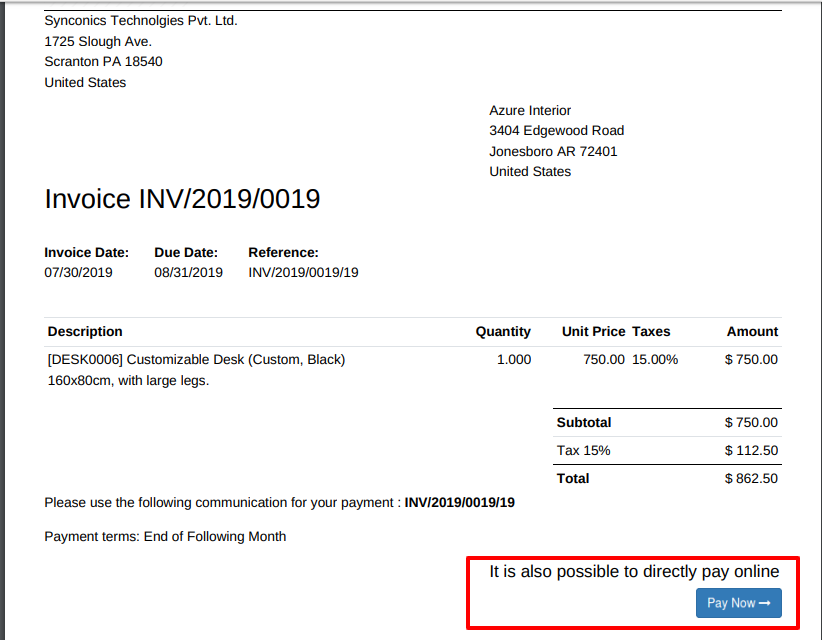 Synconics Technolgies Pvt. Ltd.
1725 Slough Ave.
Scranton PA 18540
United States
Azure Interior
3404 Edgewood Road
Jonesboro AR 72401
United States
Invoice INV/2019/0019
Invoice Date: Due Date: Reference:
07/30/2019 08/31/2019 INV/2019/0019/19
Description Quantity Unit Price Taxes Amount
[DESK0006] Customizable Desk (Custom, Black) 1.000 750.00 15.00% $ 750.00
160x80cm, with large legs.
Subtotal $ 750.00
Tax 15% $ 112.50
Total $ 862.50
Please use the following communication for your payment : INV/2019/0019/19
Payment terms: End of Following Month
It is also possible to directly pay online
Pay Now →